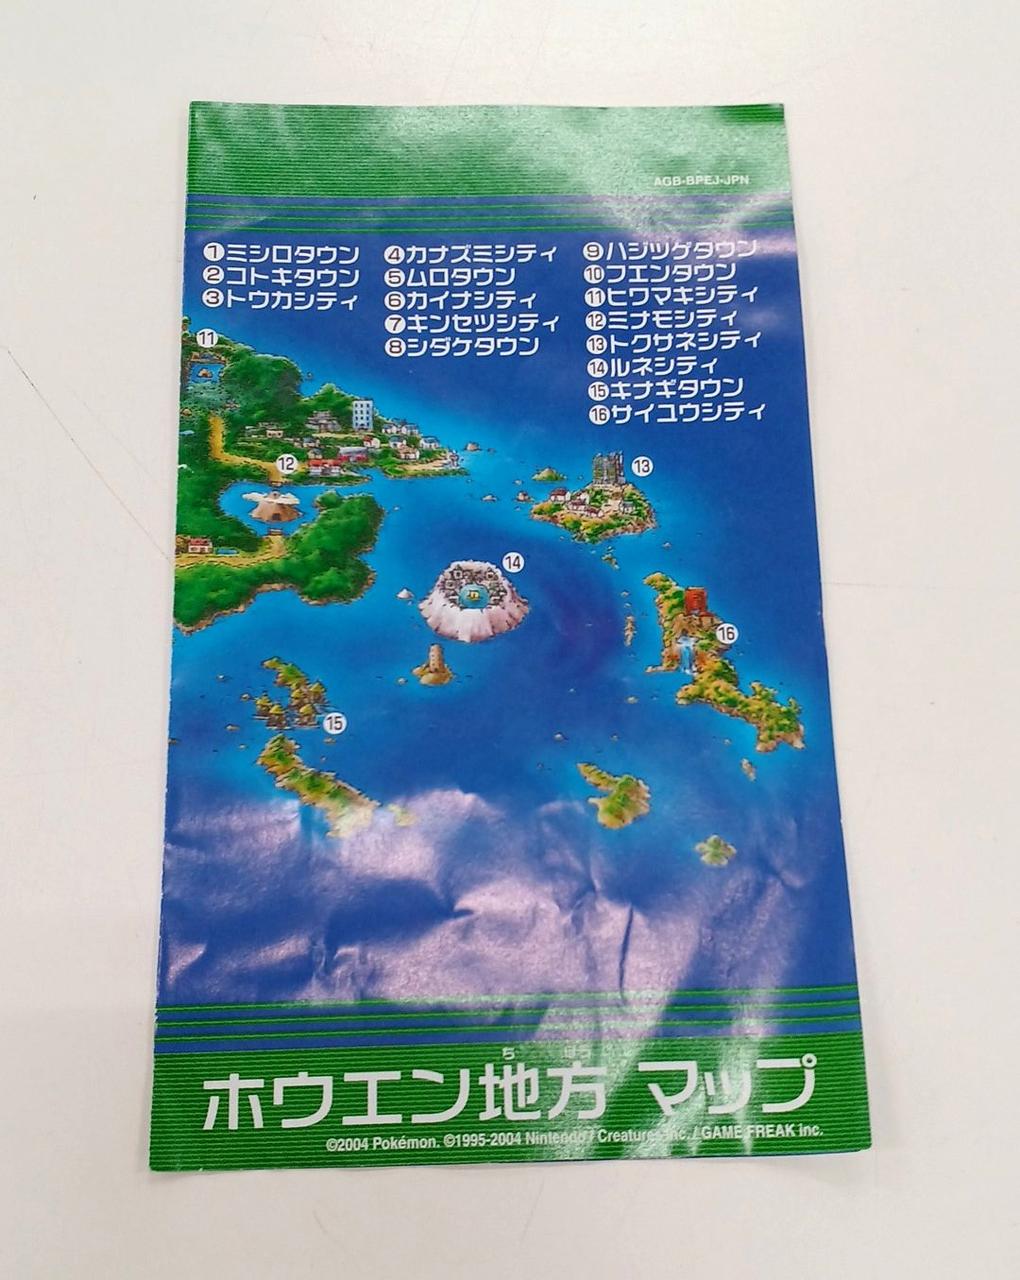 AGB-BPEJ-JPN
①ミシロタウン
②コトキタウン
③トウカシティ
④カナズミシティ
⑤ムロタウン
⑥カイナシティ
⑦キンセツシティ
⑧シダケタウン
⑨ハジツゲタウン
⑩フエンタウン
⑪ヒワマキシティ
⑫ミナモシティ
⑬トクサネシティ
⑭ルネシティ
⑮キナギタウン
⑯サイユウシティ
⑪
⑫
⑬
⑭
⑯
⑮
ち ほう
ホウエン地方 マップ
©2004 Pokémon. ©1995-2004 Nintendo / Creatures inc. / GAME FREAK inc.